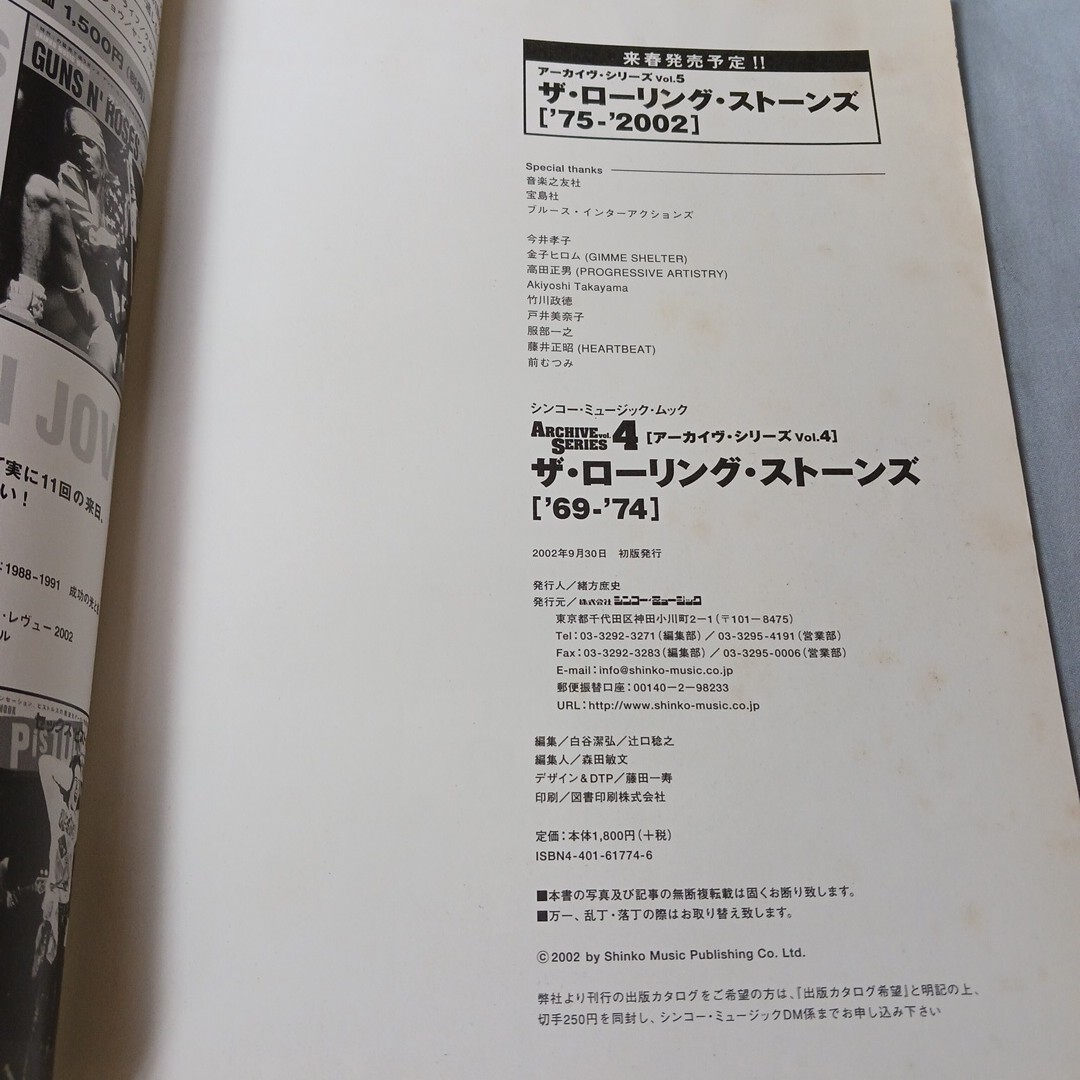 1,500円
GUNS N' ROSES
JOV
実に11回の来日、
い！
1988-1991 成功の光と
・レヴュー2002
ル
セックス・ピス
PISTOL
来春発売予定!!
アーカイヴ・シリーズ Vol.5
ザ・ローリング・ストーンズ
['75-'2002]
Special thanks
音楽之友社
宝島社
ブルース・インターアクションズ
今井孝子
金子ヒロム (GIMME SHELTER)
高田正男 (PROGRESSIVE ARTISTRY)
Akiyoshi Takayama
竹川政徳
戸井美奈子
服部一之
藤井正昭 (HEARTBEAT)
前むつみ
シンコー・ミュージック・ムック
ARCHIVE SERIES vol.4 [アーカイヴ・シリーズ Vol.4]
ザ・ローリング・ストーンズ
['69-'74]
2002年9月30日 初版発行
発行人／緒方庶史
発行元／株式会社シンコー・ミュージック
東京都千代田区神田小川町2-1(〒101-8475)
Tel：03-3292-3271(編集部)／03-3295-4191(営業部)
Fax：03-3292-3283(編集部)／03-3295-0006(営業部)
E-mail：info@shinko-music.co.jp
郵便振替口座：00140-2-98233
URL：http://www.shinko-music.co.jp
編集／白谷潔弘／辻口稔之
編集人／森田敏文
デザイン＆DTP／藤田一寿
印刷／図書印刷株式会社
定価：本体1,800円(＋税)
ISBN4-401-61774-6
■本書の写真及び記事の無断複転載は固くお断り致します。
■万一、乱丁・落丁の際はお取り替え致します。
©2002 by Shinko Music Publishing Co. Ltd.
弊社より刊行の出版カタログをご希望の方は、『出版カタログ希望』と明記の上、
切手250円を同封し、シンコー・ミュージックDM係までお申し込み下さい